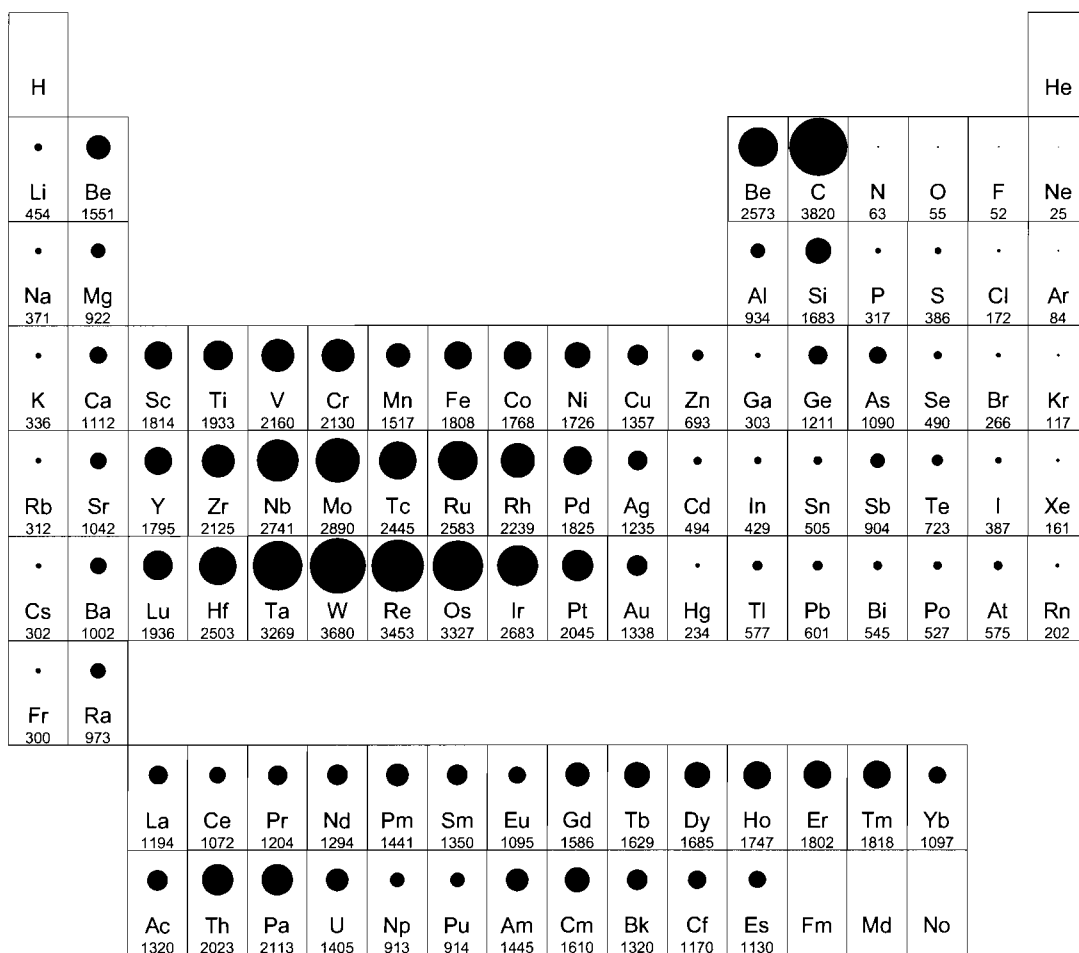 H He
Li Be Be C N O F Ne
454 1551 2573 3820 63 55 52 25
Na Mg Al Si P S Cl Ar
371 922 934 1683 317 386 172 84
K Ca Sc Ti V Cr Mn Fe Co Ni Cu Zn Ga Ge As Se Br Kr
336 1112 1814 1933 2160 2130 1517 1808 1768 1726 1357 693 303 1211 1090 490 266 117
Rb Sr Y Zr Nb Mo Tc Ru Rh Pd Ag Cd In Sn Sb Te I Xe
312 1042 1795 2125 2741 2890 2445 2583 2239 1825 1235 494 429 505 904 723 387 161
Cs Ba Lu Hf Ta W Re Os Ir Pt Au Hg Tl Pb Bi Po At Rn
302 1002 1936 2503 3269 3680 3453 3327 2683 2045 1338 234 577 601 545 527 575 202
Fr Ra
300 973
La Ce Pr Nd Pm Sm Eu Gd Tb Dy Ho Er Tm Yb
1194 1072 1204 1294 1441 1350 1095 1586 1629 1685 1747 1802 1818 1097
Ac Th Pa U Np Pu Am Cm Bk Cf Es Fm Md No
1320 2023 2113 1405 913 914 1445 1610 1320 1170 1130